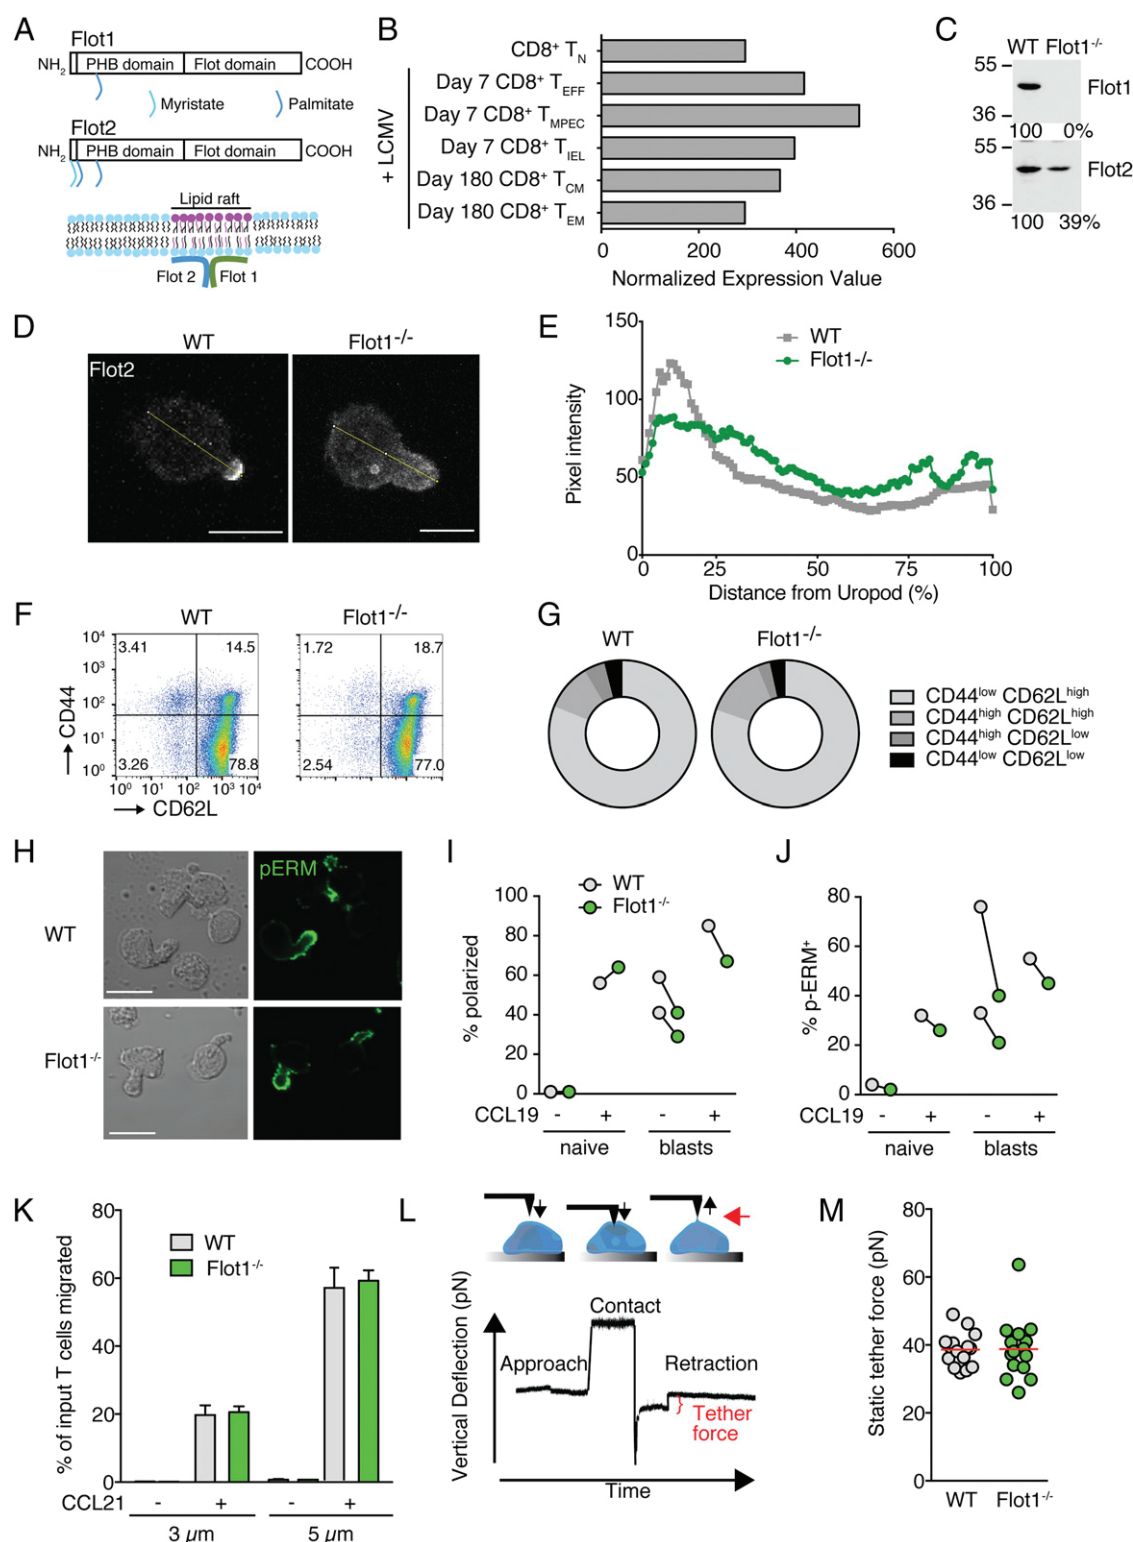 A
Flot1
NH2 PHB domain Flot domain COOH
Myristate Palmitate
Flot2
NH2 PHB domain Flot domain COOH
Lipid raft
Flot 2 Flot 1
B
CD8+ TN
Day 7 CD8+ TEFF
Day 7 CD8+ TMPEC
Day 7 CD8+ TIEL
Day 180 CD8+ TCM
Day 180 CD8+ TEM
+ LCMV
0 200 400 600
Normalized Expression Value
C
WT Flot1-/-
55
Flot1
36
100 0%
55
Flot2
36
100 39%
D
WT Flot1-/-
Flot2
E
150
100
50
0
Pixel intensity
WT
Flot1-/-
0 25 50 75 100
Distance from Uropod (%)
F
WT Flot1-/-
10^4
10^3
10^2
10^1
10^0
CD44
3.41 14.5
3.26 78.8
1.72 18.7
2.54 77.0
10^0 10^1 10^2 10^3 10^4
CD62L
G
WT Flot1-/-
CD44low CD62Lhigh
CD44high CD62Lhigh
CD44high CD62Llow
CD44low CD62Llow
H
pERM
WT
Flot1-/-
I
WT
Flot1-/-
100
80
60
40
20
0
% polarized
CCL19 - + - +
naive blasts
J
80
60
40
20
0
% p-ERM+
CCL19 - + - +
naive blasts
K
80
60
40
20
0
% of input T cells migrated
WT
Flot1-/-
CCL21 - + - +
3 µm 5 µm
L
Vertical Deflection (pN)
Contact
Approach Retraction
Tether
force
Time
M
80
60
40
20
0
Static tether force (pN)
WT Flot1-/-